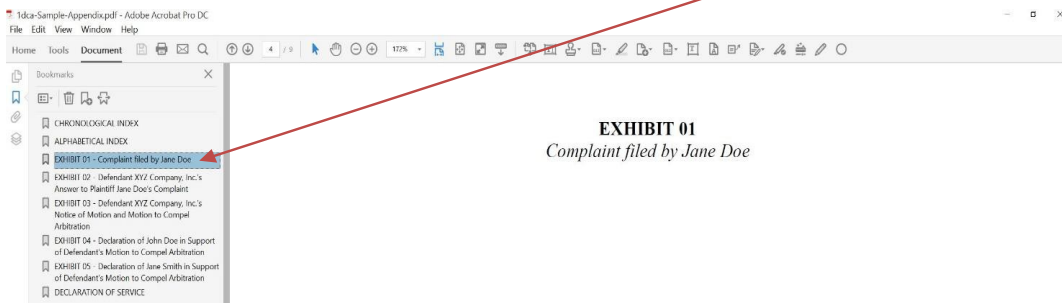 1dca-Sample-Appendix.pdf - Adobe Acrobat Pro DC
File Edit View Window Help
Home Tools Document 4 / 9 172%
Bookmarks
CHRONOLOGICAL INDEX
ALPHABETICAL INDEX
EXHIBIT 01 - Complaint filed by Jane Doe
EXHIBIT 02 - Defendant XYZ Company, Inc.'s
Answer to Plaintiff Jane Doe's Complaint
EXHIBIT 03 - Defendant XYZ Company, Inc.'s
Notice of Motion and Motion to Compel
Arbitration
EXHIBIT 04 - Declaration of John Doe in Support
of Defendant's Motion to Compel Arbitration
EXHIBIT 05 - Declaration of Jane Smith in Support
of Defendant's Motion to Compel Arbitration
DECLARATION OF SERVICE
EXHIBIT 01
Complaint filed by Jane Doe